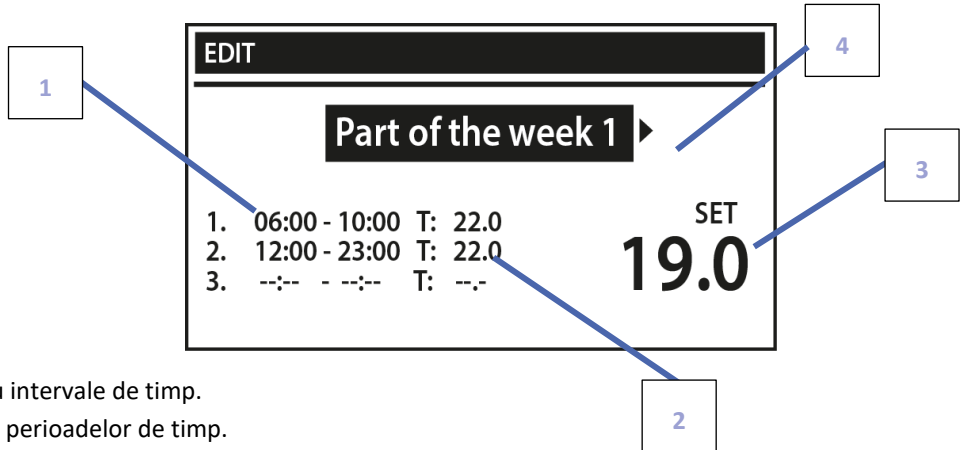 EDIT
1
4
Part of the week 1
3
SET
19.0
1. 06:00 - 10:00 T: 22.0
2. 12:00 - 23:00 T: 22.0
3. --:-- - --:-- T: --.-
2
intervale de timp.
perioadelor de timp.